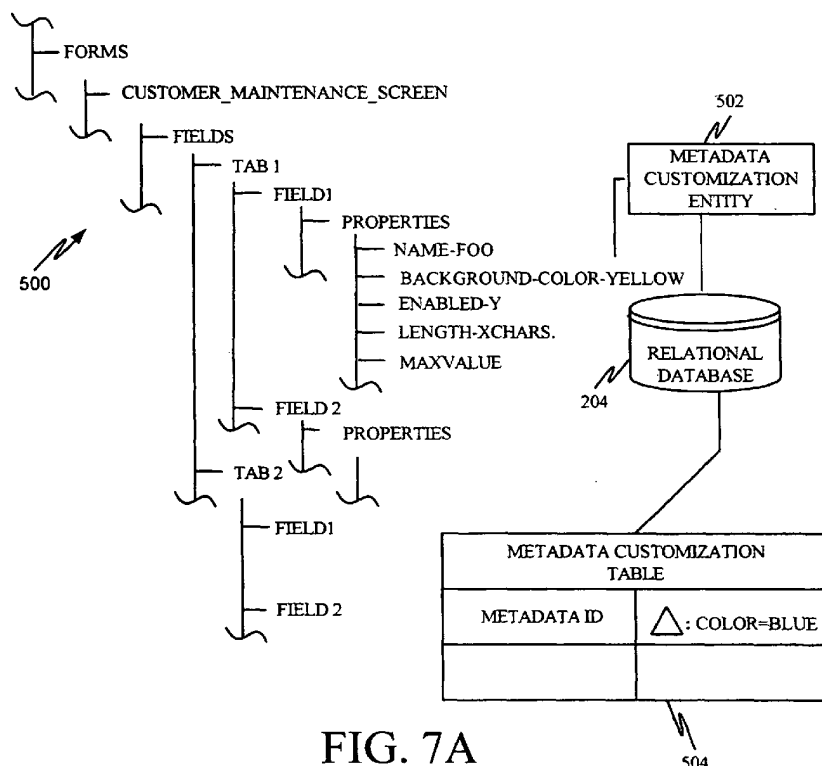 FORMS
CUSTOMER_MAINTENANCE_SCREEN
FIELDS
TAB 1
FIELD1
PROPERTIES
NAME-FOO
BACKGROUND-COLOR-YELLOW
ENABLED-Y
LENGTH-XCHARS.
MAXVALUE
FIELD 2
PROPERTIES
TAB 2
FIELD1
FIELD 2
500
502
METADATA
CUSTOMIZATION
ENTITY
RELATIONAL
DATABASE
204
METADATA CUSTOMIZATION
TABLE
METADATA ID
: COLOR=BLUE
504
FIG. 7A